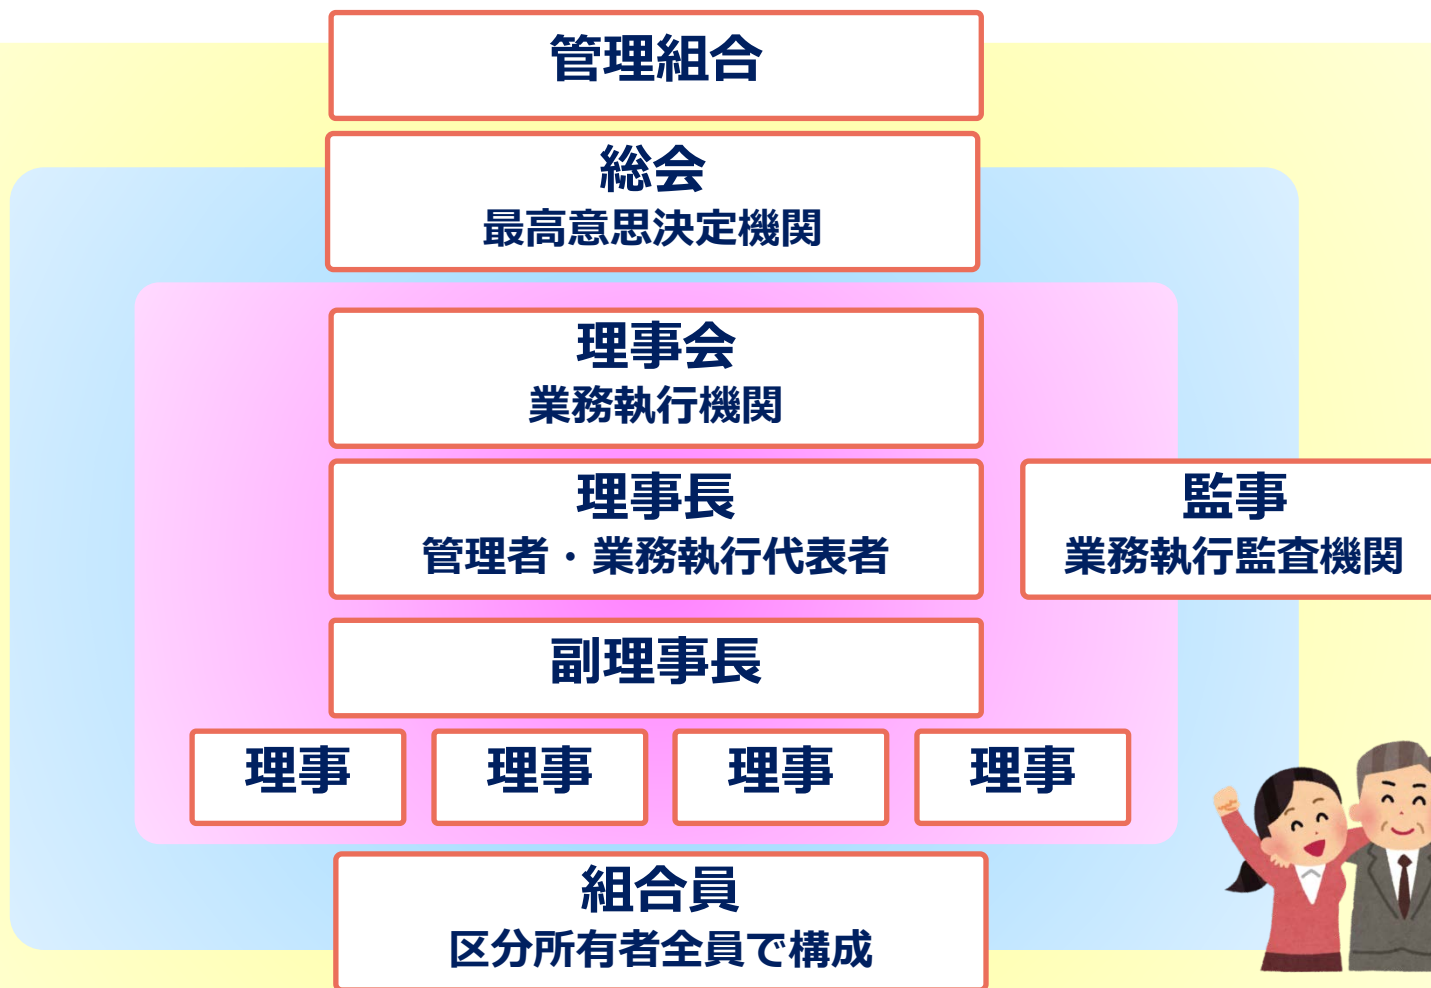 管理組合
総会
最高意思決定機関
理事会
業務執行機関
理事長
管理者・業務執行代表者
監事
業務執行監査機関
副理事長
理事
理事
理事
理事
組合員
区分所有者全員で構成